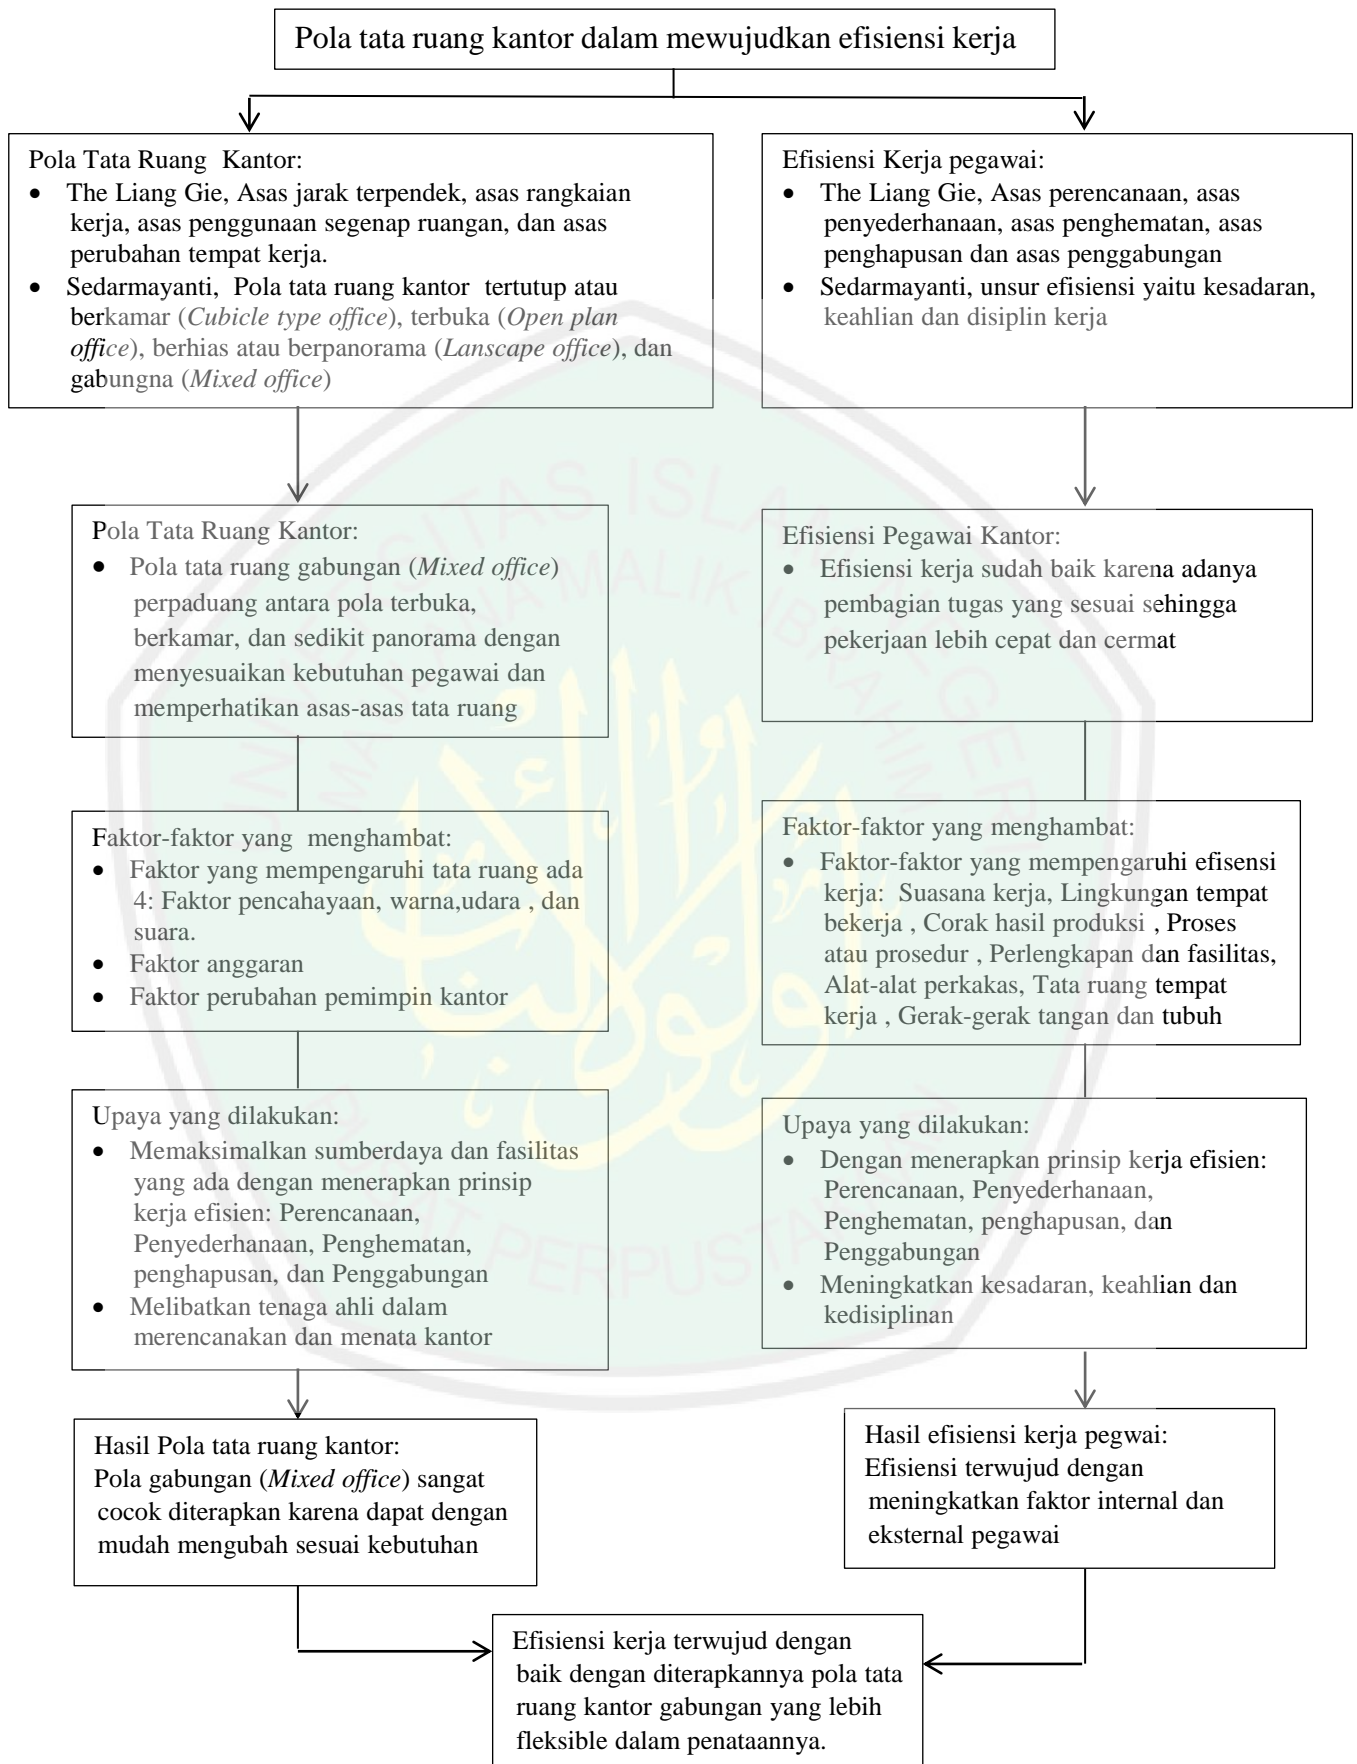 Pola tata ruang kantor dalam mewujudkan efisiensi kerja
Pola Tata Ruang Kantor:
• The Liang Gie, Asas jarak terpendek, asas rangkaian
kerja, asas penggunaan segenap ruangan, dan asas
perubahan tempat kerja.
• Sedarmayanti, Pola tata ruang kantor tertutup atau
berkamar (Cubicle type office), terbuka (Open plan
office), berhias atau berpanorama (Lanscape office), dan
gabungna (Mixed office)
Efisiensi Kerja pegawai:
• The Liang Gie, Asas perencanaan, asas
penyederhanaan, asas penghematan, asas
penghapusan dan asas penggabungan
• Sedarmayanti, unsur efisiensi yaitu kesadaran,
keahlian dan disiplin kerja
Pola Tata Ruang Kantor:
• Pola tata ruang gabungan (Mixed office)
perpaduang antara pola terbuka,
berkamar, dan sedikit panorama dengan
menyesuaikan kebutuhan pegawai dan
memperhatikan asas-asas tata ruang
Efisiensi Pegawai Kantor:
• Efisiensi kerja sudah baik karena adanya
pembagian tugas yang sesuai sehingga
pekerjaan lebih cepat dan cermat
Faktor-faktor yang menghambat:
• Faktor yang mempengaruhi tata ruang ada
4: Faktor pencahayaan, warna,udara , dan
suara.
• Faktor anggaran
• Faktor perubahan pemimpin kantor
Faktor-faktor yang menghambat:
• Faktor-faktor yang mempengaruhi efisensi
kerja: Suasana kerja, Lingkungan tempat
bekerja , Corak hasil produksi , Proses
atau prosedur , Perlengkapan dan fasilitas,
Alat-alat perkakas, Tata ruang tempat
kerja , Gerak-gerak tangan dan tubuh
Upaya yang dilakukan:
• Memaksimalkan sumberdaya dan fasilitas
yang ada dengan menerapkan prinsip
kerja efisien: Perencanaan,
Penyederhanaan, Penghematan,
penghapusan, dan Penggabungan
• Melibatkan tenaga ahli dalam
merencanakan dan menata kantor
Upaya yang dilakukan:
• Dengan menerapkan prinsip kerja efisien:
Perencanaan, Penyederhanaan,
Penghematan, penghapusan, dan
Penggabungan
• Meningkatkan kesadaran, keahlian dan
kedisiplinan
Hasil Pola tata ruang kantor:
Pola gabungan (Mixed office) sangat
cocok diterapkan karena dapat dengan
mudah mengubah sesuai kebutuhan
Hasil efisiensi kerja pegwai:
Efisiensi terwujud dengan
meningkatkan faktor internal dan
eksternal pegawai
Efisiensi kerja terwujud dengan
baik dengan diterapkannya pola tata
ruang kantor gabungan yang lebih
fleksible dalam penataannya.
UNIVERSITAS ISLAM NEGERI
MAULANA MALIK IBRAHIM